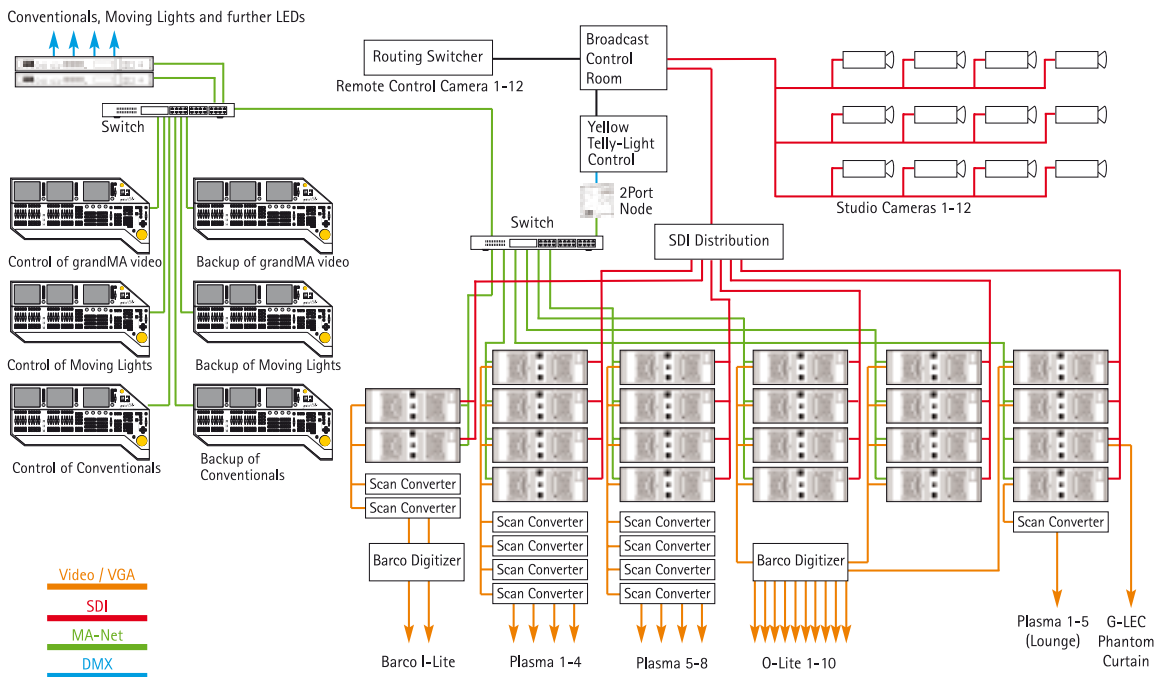 Conventionals, Moving Lights and further LEDs
Switch
Control of grandMA video
Backup of grandMA video
Control of Moving Lights
Backup of Moving Lights
Control of Conventionals
Backup of
Conventionals
Video / VGA
SDI
MA-Net
DMX
Routing Switcher
Remote Control Camera 1-12
Broadcast
Control
Room
Yellow
Telly-Light
Control
2Port
Node
Switch
SDI Distribution
Studio Cameras 1-12
Scan Converter
Scan Converter
Barco Digitizer
Barco I-Lite
Scan Converter
Scan Converter
Scan Converter
Scan Converter
Plasma 1-4
Scan Converter
Scan Converter
Scan Converter
Scan Converter
Plasma 5-8
Barco Digitizer
O-Lite 1-10
Scan Converter
Plasma 1-5
(Lounge)
G-LEC
Phantom
Curtain